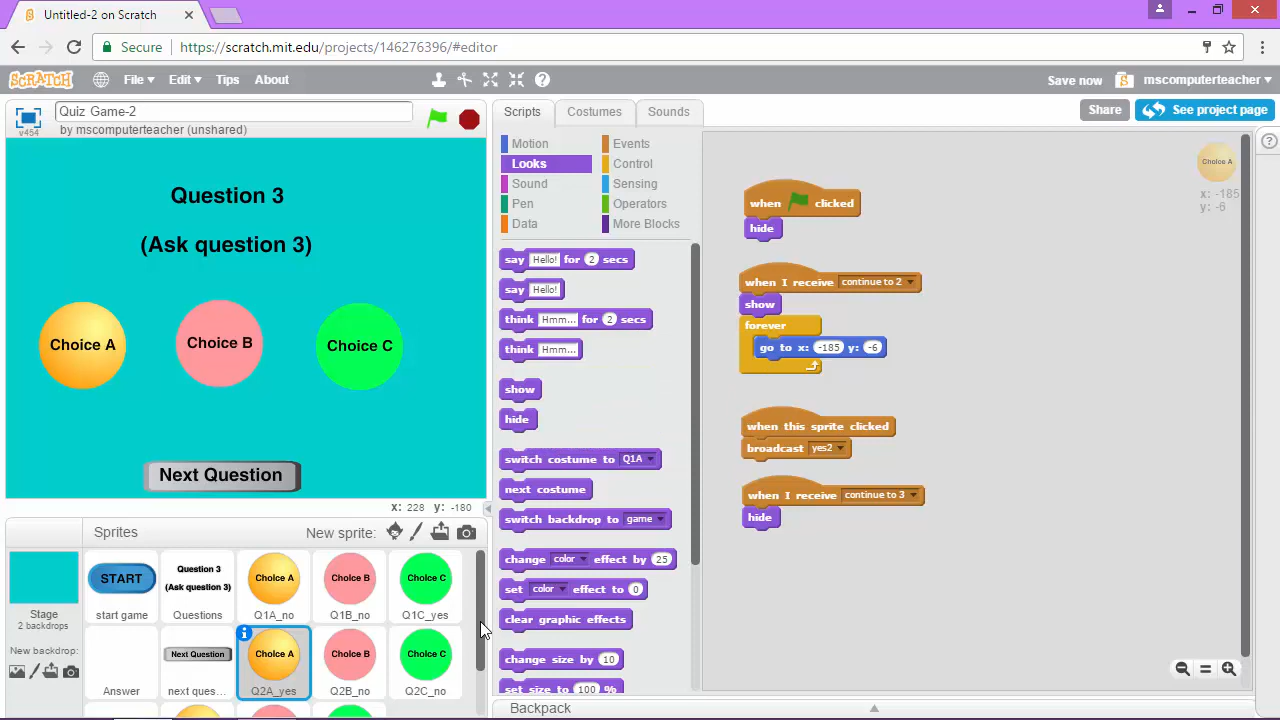 Untitled-2 on Scratch
Secure https://scratch.mit.edu/projects/146276396/#editor
SCRATCH File Edit Tips About Save now mscomputerteacher
v454 Quiz Game-2
by mscomputerteacher (unshared)
Scripts Costumes Sounds Share See project page
Question 3
(Ask question 3)
Choice A Choice B Choice C
Next Question
x: 228 y: -180
Motion Events
Looks Control
Sound Sensing
Pen Operators
Data More Blocks
say Hello! for 2 secs
say Hello!
think Hmm... for 2 secs
think Hmm...
show
hide
switch costume to Q1A
next costume
switch backdrop to game
change color effect by 25
set color effect to 0
clear graphic effects
change size by 10
set size to 100 %
when clicked
hide
when I receive continue to 2
show
forever
go to x: -185 y: -6
when this sprite clicked
broadcast yes2
when I receive continue to 3
hide
Choice A
x: -185
y: -6
Sprites New sprite:
Stage
2 backdrops
New backdrop:
START
start game
Question 3
(Ask question 3)
Questions
Choice A
Q1A_no
Choice B
Q1B_no
Choice C
Q1C_yes
Answer
Next Question
next ques...
Choice A
Q2A_yes
Choice B
Q2B_no
Choice C
Q2C_no
Backpack